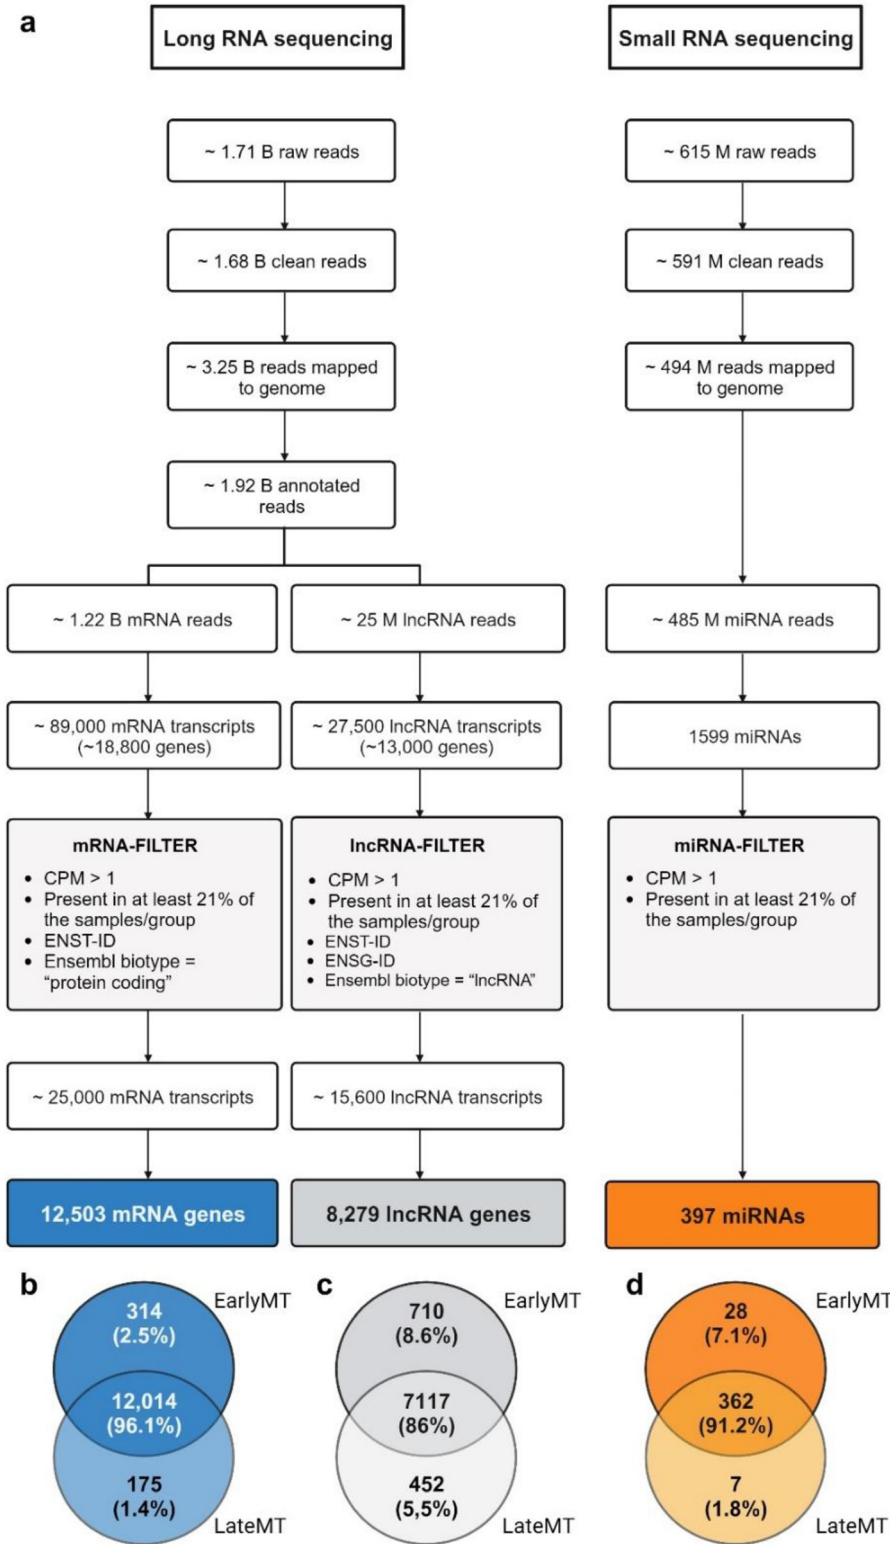 a
Long RNA sequencing
Small RNA sequencing
~ 1.71 B raw reads
~ 615 M raw reads
~ 1.68 B clean reads
~ 591 M clean reads
~ 3.25 B reads mapped
to genome
~ 494 M reads mapped
to genome
~ 1.92 B annotated
reads
~ 1.22 B mRNA reads
~ 25 M lncRNA reads
~ 485 M miRNA reads
~ 89,000 mRNA transcripts
(~18,800 genes)
~ 27,500 lncRNA transcripts
(~13,000 genes)
1599 miRNAs
mRNA-FILTER
• CPM > 1
• Present in at least 21% of
the samples/group
• ENST-ID
• Ensembl biotype =
“protein coding”
lncRNA-FILTER
• CPM > 1
• Present in at least 21% of
the samples/group
• ENST-ID
• ENSG-ID
• Ensembl biotype = “lncRNA”
miRNA-FILTER
• CPM > 1
• Present in at least 21% of
the samples/group
~ 25,000 mRNA transcripts
~ 15,600 lncRNA transcripts
12,503 mRNA genes
8,279 lncRNA genes
397 miRNAs
b
314
(2.5%)
EarlyMT
12,014
(96.1%)
175
(1.4%)
LateMT
c
710
(8.6%)
EarlyMT
7117
(86%)
452
(5,5%)
LateMT
d
28
(7.1%)
EarlyMT
362
(91.2%)
7
(1.8%)
LateMT